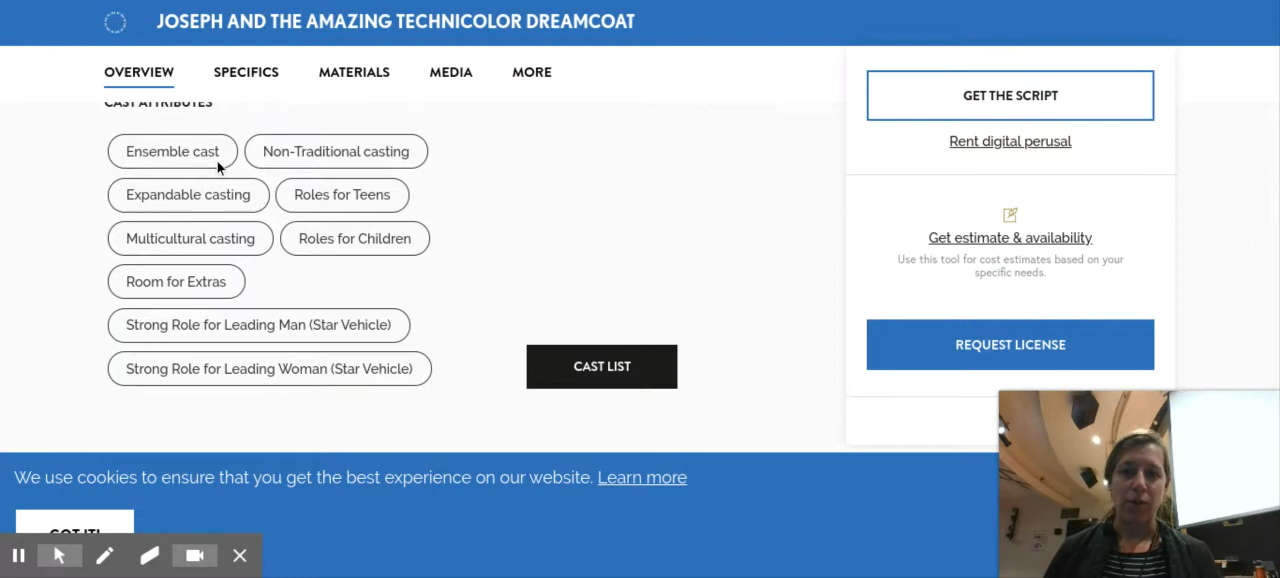 JOSEPH AND THE AMAZING TECHNICOLOR DREAMCOAT
OVERVIEW SPECIFICS MATERIALS MEDIA MORE
CAST ATTRIBUTES
Ensemble cast Non-Traditional casting
Expandable casting Roles for Teens
Multicultural casting Roles for Children
Room for Extras
Strong Role for Leading Man (Star Vehicle)
Strong Role for Leading Woman (Star Vehicle)
CAST LIST
GET THE SCRIPT
Rent digital perusal
Get estimate & availability
Use this tool for cost estimates based on your
specific needs.
REQUEST LICENSE
We use cookies to ensure that you get the best experience on our website. Learn more
GOT IT!